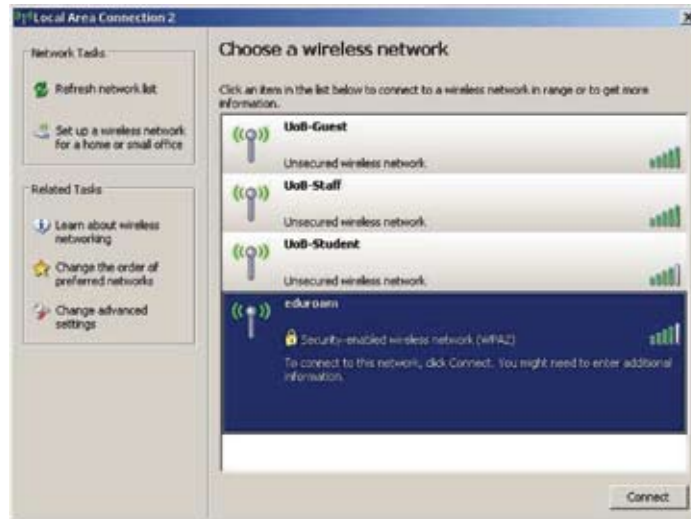 Local Area Connection 2
Network Tasks
Refresh network list
Set up a wireless network
for a home or small office
Related Tasks
Learn about wireless
networking
Change the order of
preferred networks
Change advanced
settings
Choose a wireless network
Click an item in the list below to connect to a wireless network in range or to get more
information.
UoB-Guest
Unsecured wireless network
UoB-Staff
Unsecured wireless network
UoB-Student
Unsecured wireless network
eduroam
Security-enabled wireless network (WPA2)
To connect to this network, click Connect. You might need to enter additional
information.
Connect